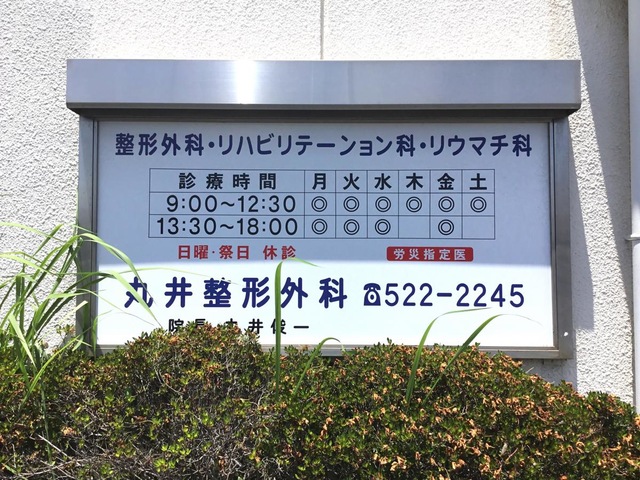 整形外科・リハビリテーション科・リウマチ科
診療時間 月 火 水 木 金 土
9:00～12:30 ◎ ◎ ◎ ◎ ◎ ◎
13:30～18:00 ◎ ◎ ◎ ◎
日曜・祭日 休診 労災指定医
丸井整形外科 ☎522-2245
院長 丸井俊一